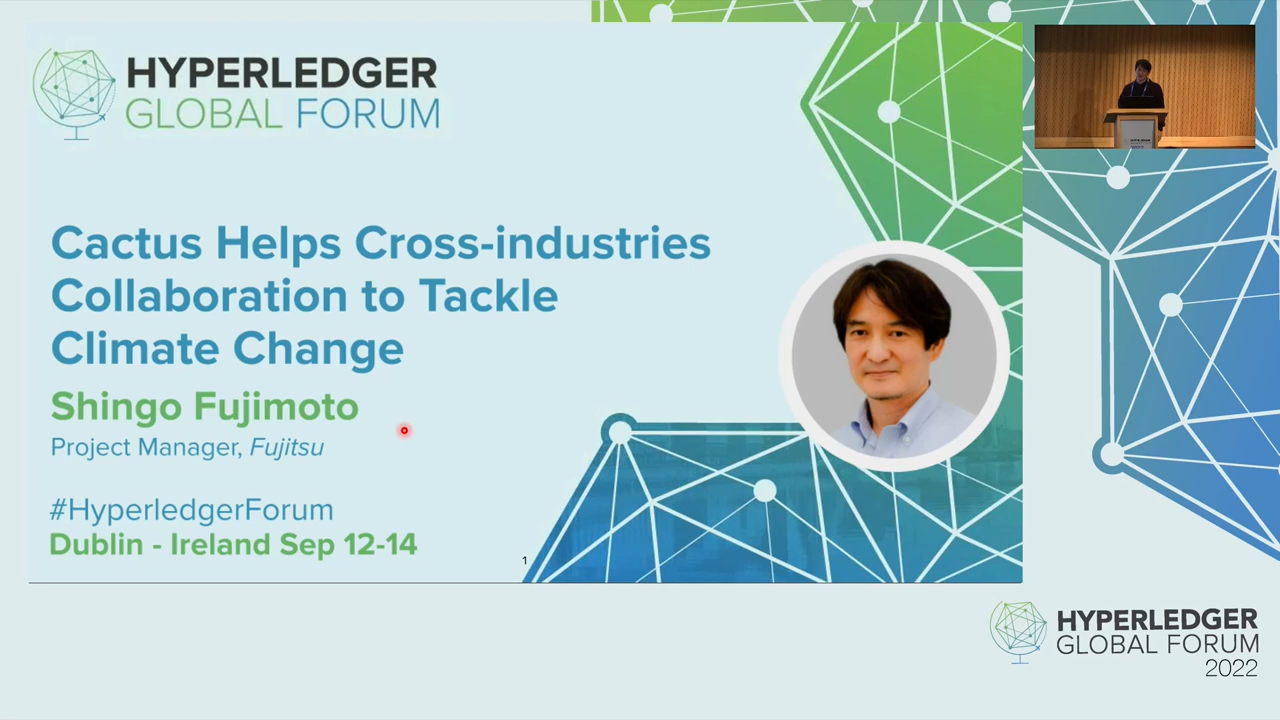 HYPERLEDGER
GLOBAL FORUM
Cactus Helps Cross-industries
Collaboration to Tackle
Climate Change
Shingo Fujimoto
Project Manager, Fujitsu
#HyperledgerForum
Dublin - Ireland Sep 12-14
1
HYPERLEDGER
GLOBAL FORUM
2022